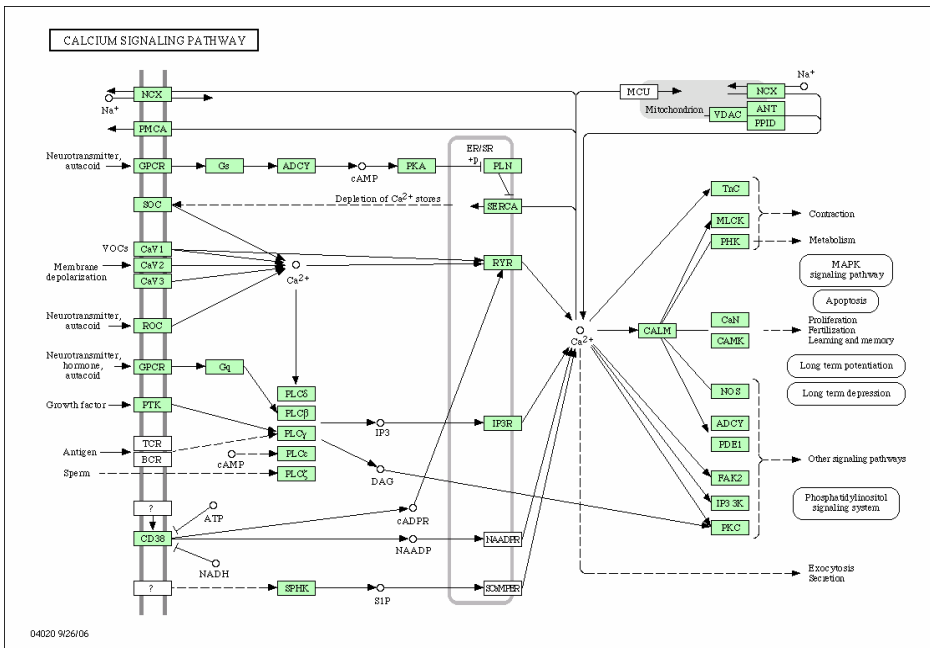 CALCIUM SIGNALING PATHWAY
NCX
Na+
PMCA
Neurotransmitter,
autacoid
GPCR
Gs
ADCY
cAMP
PKA
ER/SR
+p
PLN
SOC
Depletion of Ca2+ stores
SERCA
VOCs
CaV1
CaV2
CaV3
Membrane
depolarization
Ca2+
RYR
Neurotransmitter,
autacoid
ROC
Neurotransmitter,
hormone,
autacoid
GPCR
Gq
PLCδ
PLCβ
PLCγ
PLCε
PLCζ
Growth factor
PTK
IP3
IP3R
Antigen
TCR
BCR
cAMP
Sperm
DAG
?
ATP
cADPR
CD38
NAADP
NAADPR
NADH
?
SPHK
S1P
SCaMPER
MCU
Mitochondrion
NCX
Na+
VDAC
ANT
PPID
Ca2+
CALM
TnC
MLCK
PHK
Contraction
Metabolism
MAPK
signaling pathway
Apoptosis
CaN
CAMK
Proliferation
Fertilization
Learning and memory
Long term potentiation
Long term depression
NOS
ADCY
PDE1
FAK2
IP3 3K
PKC
Other signaling pathways
Phosphatidylinositol
signaling system
Exocytosis
Secretion
04020 9/26/06